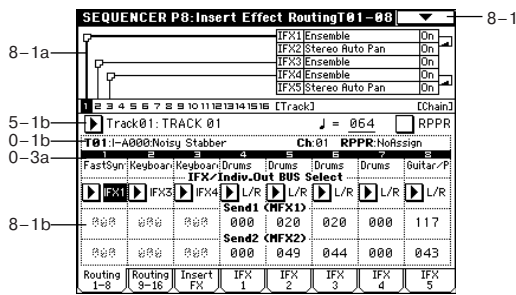 SEQUENCER P8:Insert Effect RoutingT01-08
8-1
8-1a
IFX1 Ensemble On
IFX2 Stereo Auto Pan On
IFX3 Ensemble On
IFX4 Ensemble On
IFX5 Stereo Auto Pan On
1 2 3 4 5 6 7 8 9 10 11 12 13 14 15 16 [Track] [Chain]
5-1b
Track01: TRACK 01 ♩ = 064 RPPR
0-1b
T01:I-A000:Noisy Stabber Ch:01 RPPR:NoAssign
0-3a
1 2 3 4 5 6 7 8
FastSyn Keyboar Keyboar Drums Drums Drums Drums Guitar/P
IFX/Indiv.Out BUS Select
IFX1 IFX3 IFX4 L/R L/R L/R L/R L/R
Send1 (MFX1)
8-1b
000 020 020 000 117
Send2 (MFX2)
000 049 044 000 043
Routing 1-8 Routing 9-16 Insert FX IFX 1 IFX 2 IFX 3 IFX 4 IFX 5